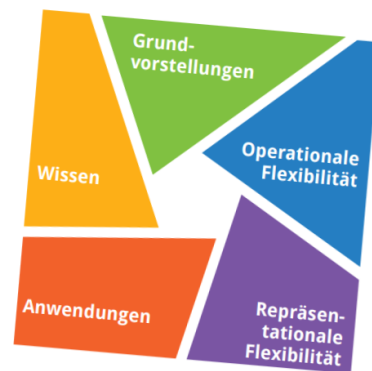 Grund-
vorstellungen
Operationale
Flexibilität
Wissen
Anwendungen
Repräsen-
tationale
Flexibilität